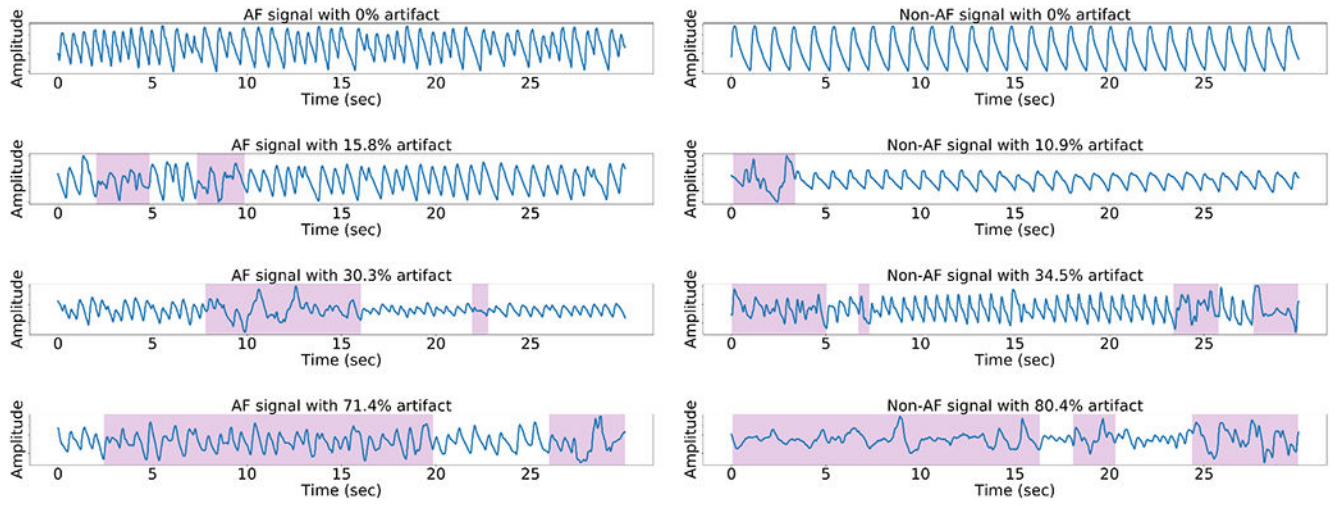 AF signal with 0% artifact
Amplitude
0 5 10 15 20 25
Time (sec)
Non-AF signal with 0% artifact
Amplitude
0 5 10 15 20 25
Time (sec)
AF signal with 15.8% artifact
Amplitude
0 5 10 15 20 25
Time (sec)
Non-AF signal with 10.9% artifact
Amplitude
0 5 10 15 20 25
Time (sec)
AF signal with 30.3% artifact
Amplitude
0 5 10 15 20 25
Time (sec)
Non-AF signal with 34.5% artifact
Amplitude
0 5 10 15 20 25
Time (sec)
AF signal with 71.4% artifact
Amplitude
0 5 10 15 20 25
Time (sec)
Non-AF signal with 80.4% artifact
Amplitude
0 5 10 15 20 25
Time (sec)